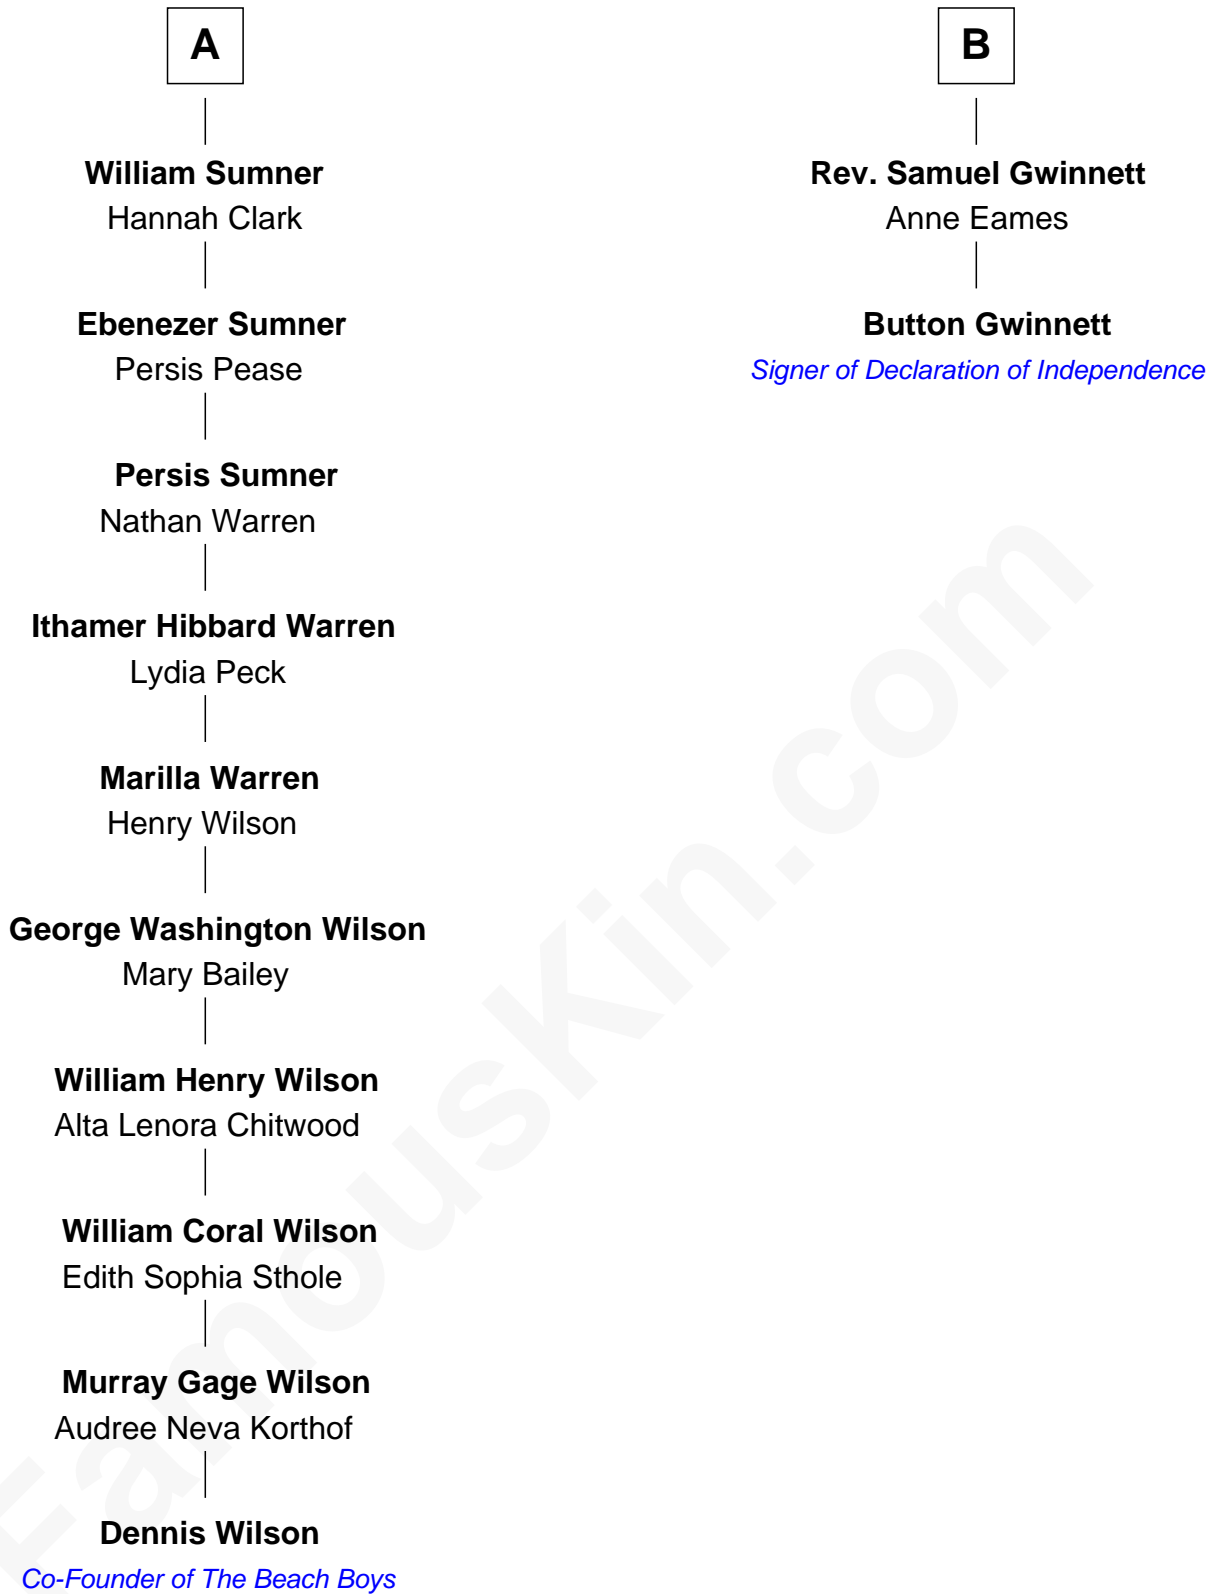 A
William Sumner
Hannah Clark
Ebenezer Sumner
Persis Pease
Persis Sumner
Nathan Warren
Ithamer Hibbard Warren
Lydia Peck
Marilla Warren
Henry Wilson
George Washington Wilson
Mary Bailey
William Henry Wilson
Alta Lenora Chitwood
William Coral Wilson
Edith Sophia Sthole
Murray Gage Wilson
Audree Neva Korthof
Dennis Wilson
Co-Founder of The Beach Boys
B
Rev. Samuel Gwinnett
Anne Eames
Button Gwinnett
Signer of Declaration of Independence
FamousKin.com